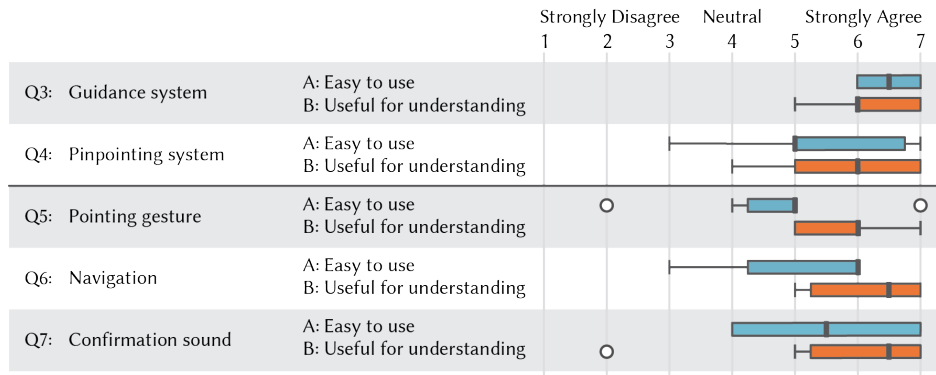 Strongly Disagree Neutral Strongly Agree
1 2 3 4 5 6 7
Q3: Guidance system A: Easy to use
B: Useful for understanding
Q4: Pinpointing system A: Easy to use
B: Useful for understanding
Q5: Pointing gesture A: Easy to use
B: Useful for understanding
Q6: Navigation A: Easy to use
B: Useful for understanding
Q7: Confirmation sound A: Easy to use
B: Useful for understanding